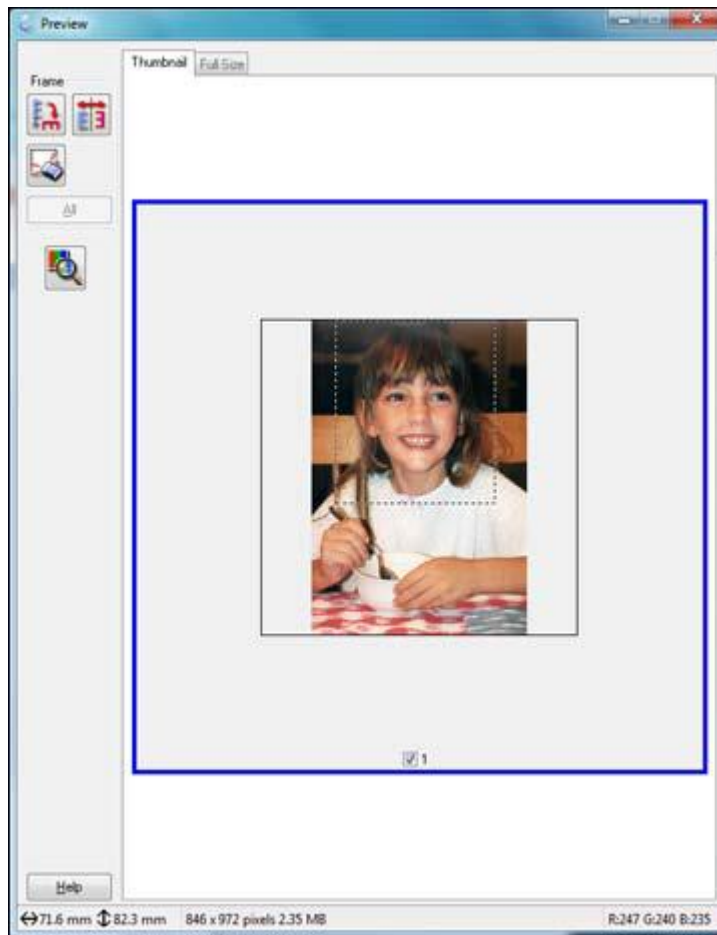 Preview
Thumbnail Full Size
Frame
All
1
Help
71.6 mm 82.3 mm 846 x 972 pixels 2.35 MB R:247 G:240 B:235